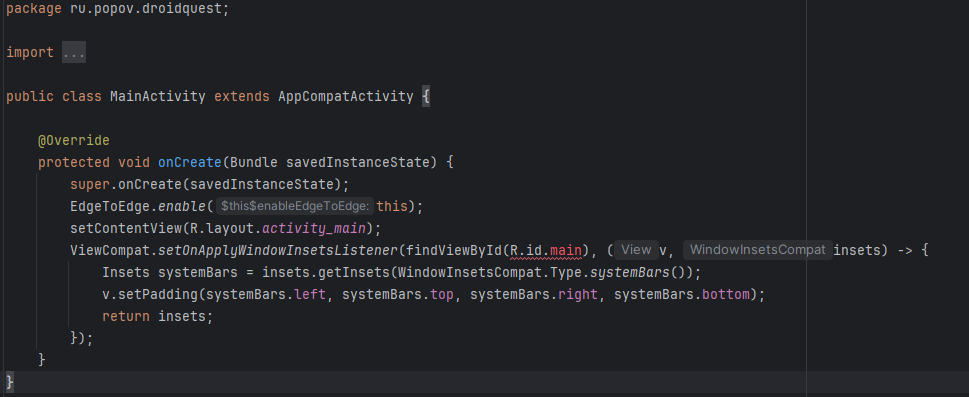 package ru.popov.droidquest;
import ...
public class MainActivity extends AppCompatActivity {
@Override
protected void onCreate(Bundle savedInstanceState) {
super.onCreate(savedInstanceState);
EdgeToEdge.enable( $this$enableEdgeToEdge: this);
setContentView(R.layout.activity_main);
ViewCompat.setOnApplyWindowInsetsListener(findViewById(R.id.main), ( View v, WindowInsetsCompat insets) -> {
Insets systemBars = insets.getInsets(WindowInsetsCompat.Type.systemBars());
v.setPadding(systemBars.left, systemBars.top, systemBars.right, systemBars.bottom);
return insets;
});
}
}